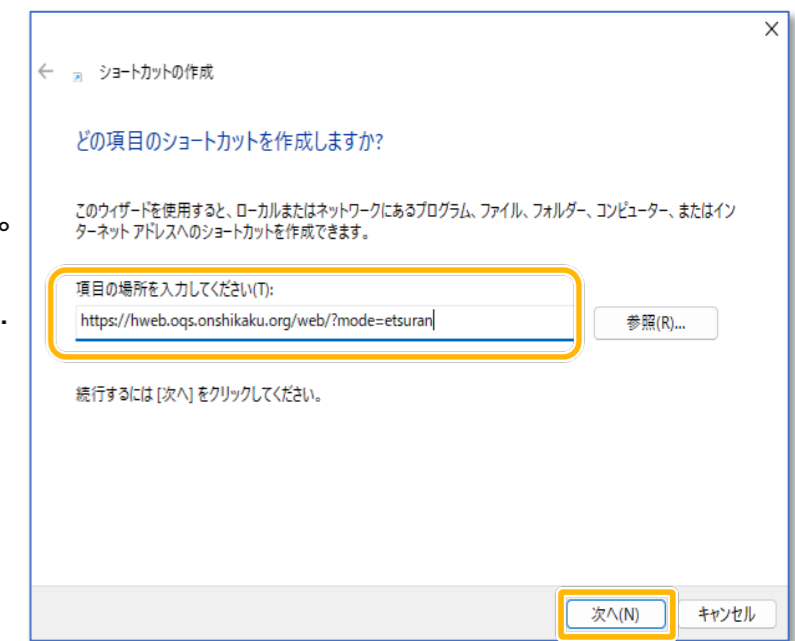 ショートカットの作成
どの項目のショートカットを作成しますか?
このウィザードを使用すると、ローカルまたはネットワークにあるプログラム、ファイル、フォルダー、コンピューター、またはイン
ターネット アドレスへのショートカットを作成できます。
項目の場所を入力してください(T):
https://hweb.oqs.onshikaku.org/web/?mode=etsuran
参照(R)...
続行するには [次へ] をクリックしてください。
次へ(N)
キャンセル